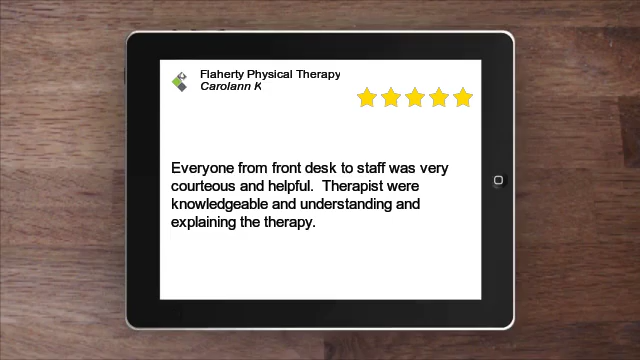 Flaherty Physical Therapy
Carolann K
Everyone from front desk to staff was very
courteous and helpful.  Therapist were
knowledgeable and understanding and
explaining the therapy.